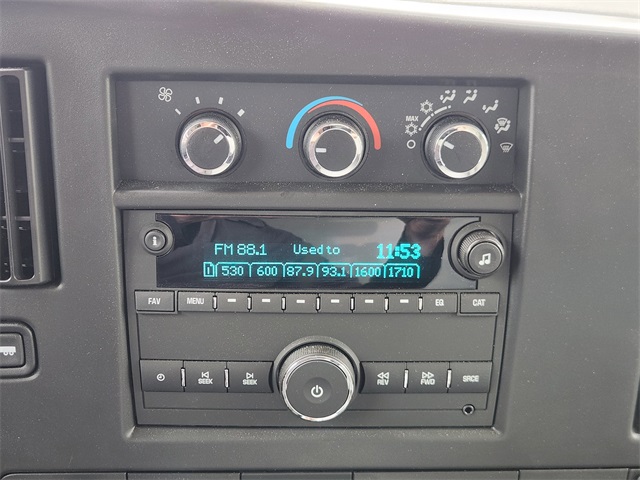 MAX
FM 88.1 Used to 11:53
1 530 600 87.9 93.1 1600 1710
FAV MENU EQ CAT
SEEK SEEK REV FWD SRCE